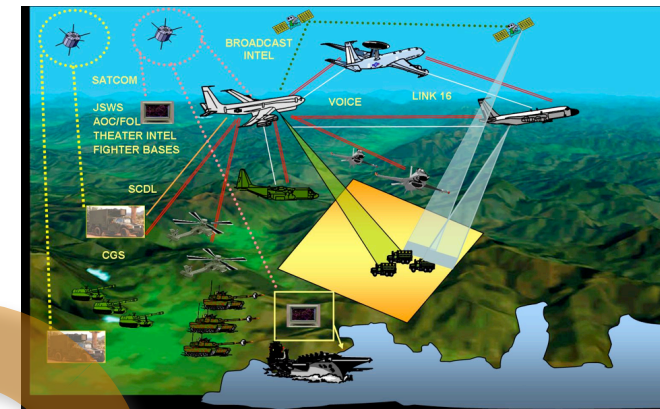 BROADCAST
INTEL
SATCOM
VOICE
LINK 16
JSWS
AOC/FOL
THEATER INTEL
FIGHTER BASES
SCDL
CGS